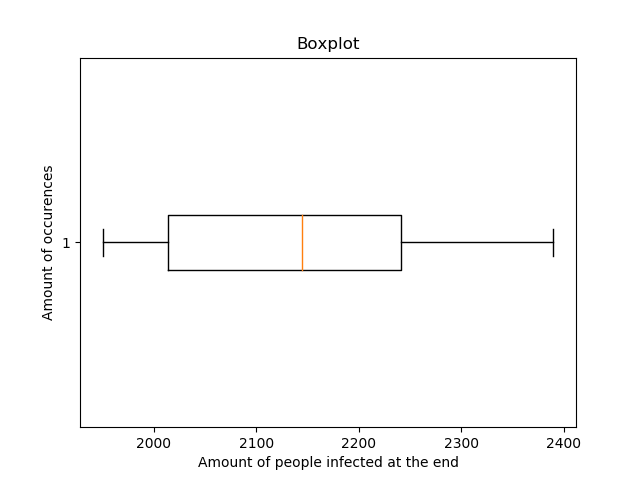 Boxplot
Amount of occurences
1
2000 2100 2200 2300 2400
Amount of people infected at the end